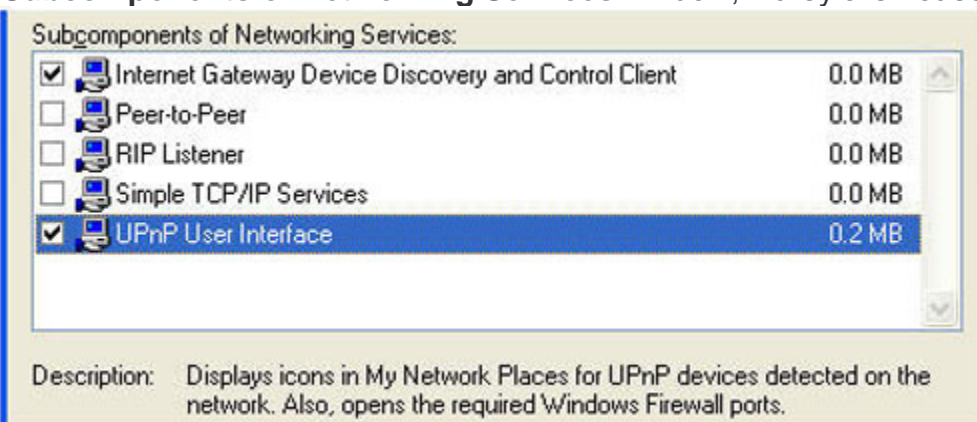 Subcomponents of Networking Services:
Internet Gateway Device Discovery and Control Client 0.0 MB
Peer-to-Peer 0.0 MB
RIP Listener 0.0 MB
Simple TCP/IP Services 0.0 MB
UPnP User Interface 0.2 MB
Description: Displays icons in My Network Places for UPnP devices detected on the
network. Also, opens the required Windows Firewall ports.